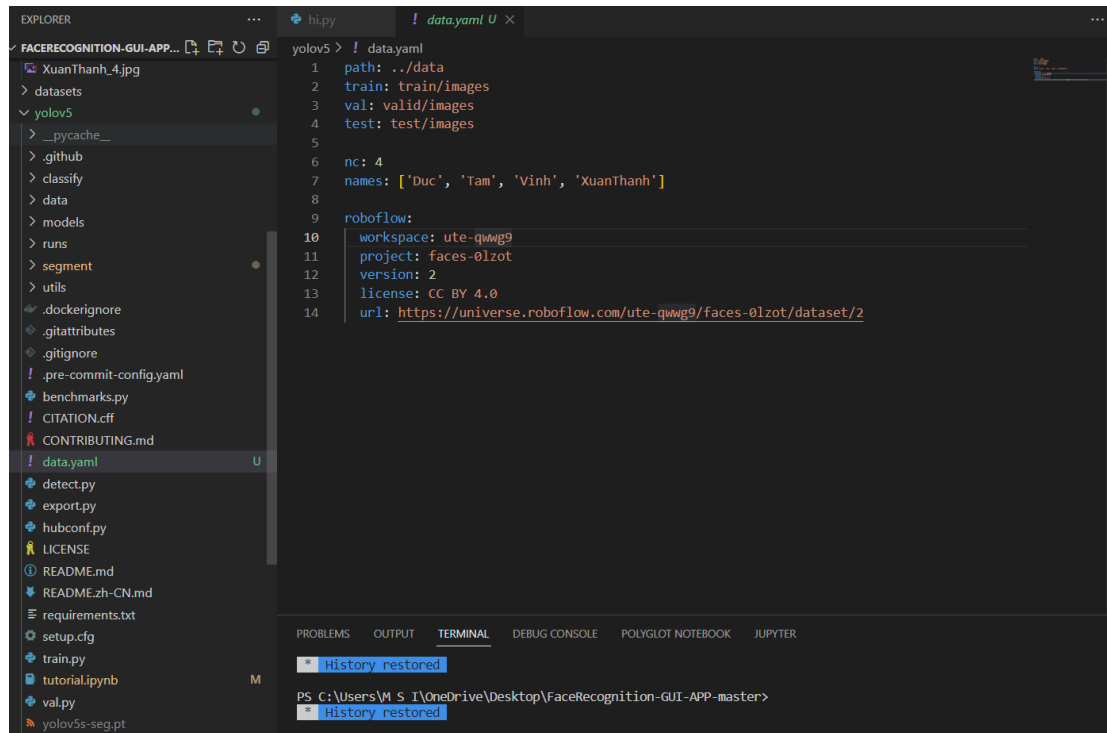 EXPLORER
FACERECOGNITION-GUI-APP...
XuanThanh_4.jpg
datasets
yolov5
__pycache__
.github
classify
data
models
runs
segment
utils
.dockerignore
.gitattributes
.gitignore
.pre-commit-config.yaml
benchmarks.py
CITATION.cff
CONTRIBUTING.md
data.yaml U
detect.py
export.py
hubconf.py
LICENSE
README.md
README.zh-CN.md
requirements.txt
setup.cfg
train.py
tutorial.ipynb M
val.py
yolov5s-seg.pt
hi.py ! data.yaml U
yolov5 > ! data.yaml
1 path: ../data
2 train: train/images
3 val: valid/images
4 test: test/images
5
6 nc: 4
7 names: ['Duc', 'Tam', 'Vinh', 'XuanThanh']
8
9 roboflow:
10 workspace: ute-qwwg9
11 project: faces-0lzot
12 version: 2
13 license: CC BY 4.0
14 url: https://universe.roboflow.com/ute-qwwg9/faces-0lzot/dataset/2
PROBLEMS OUTPUT TERMINAL DEBUG CONSOLE POLYGLOT NOTEBOOK JUPYTER
* History restored
PS C:\Users\M S I\OneDrive\Desktop\FaceRecognition-GUI-APP-master>
* History restored